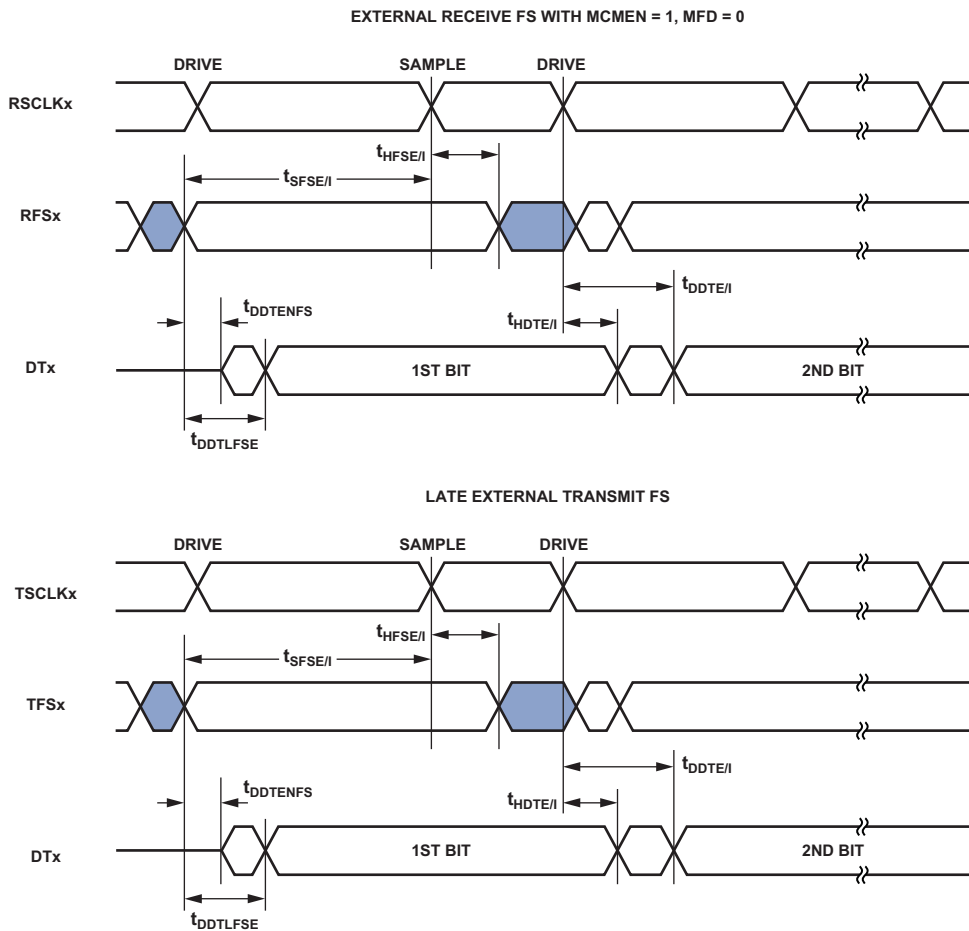 EXTERNAL RECEIVE FS WITH MCMEN = 1, MFD = 0
DRIVE SAMPLE DRIVE
RSCLKx
tHFSE/I
tSFSE/I
RFSx
tDDTE/I
tDDTENFS
tHDTE/I
DTx 1ST BIT 2ND BIT
tDDTLFSE
LATE EXTERNAL TRANSMIT FS
DRIVE SAMPLE DRIVE
TSCLKx
tHFSE/I
tSFSE/I
TFSx
tDDTE/I
tDDTENFS
tHDTE/I
DTx 1ST BIT 2ND BIT
tDDTLFSE